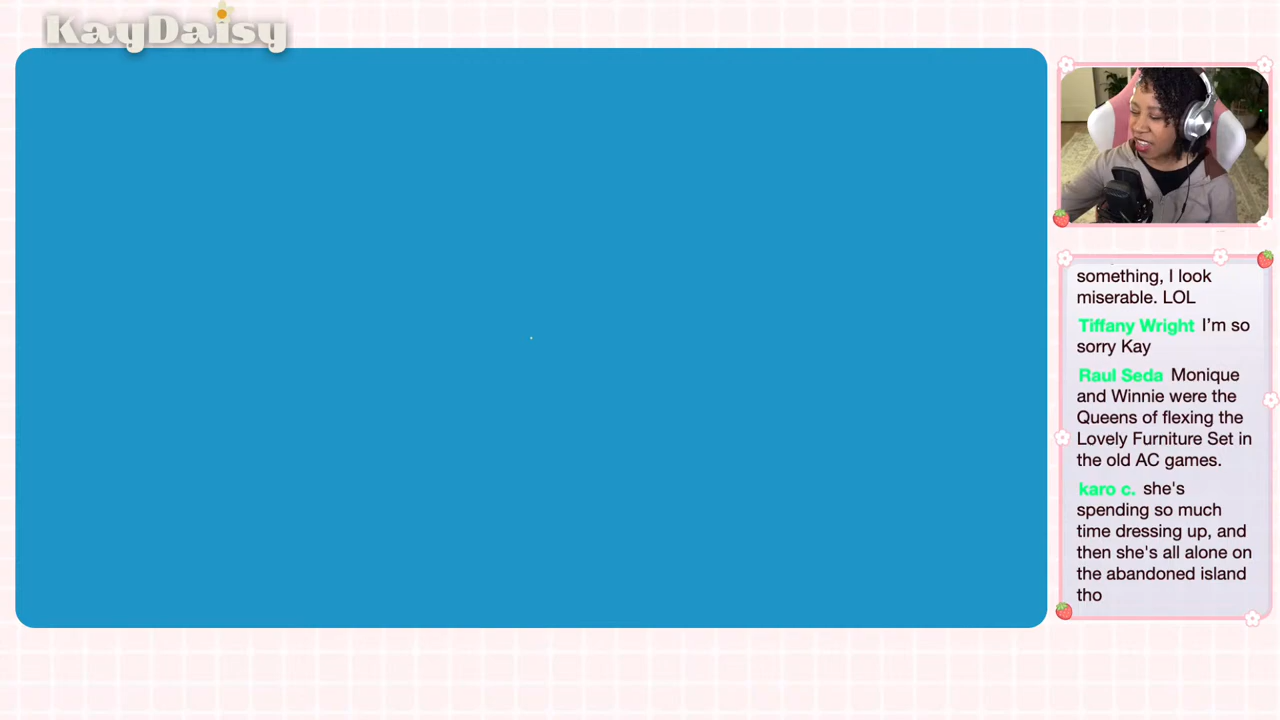 KayDaisy
something, I look
miserable. LOL
Tiffany Wright I’m so
sorry Kay
Raul Seda Monique
and Winnie were the
Queens of flexing the
Lovely Furniture Set in
the old AC games.
karo c. she's
spending so much
time dressing up, and
then she's all alone on
the abandoned island
tho